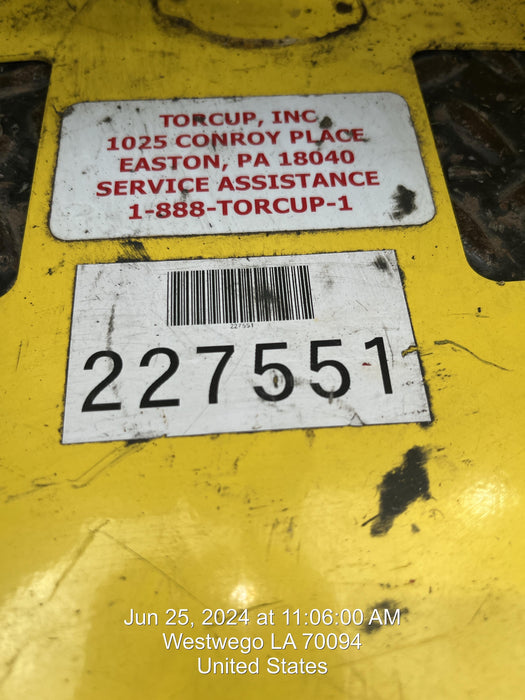 TORCUP, INC.
1025 CONROY PLACE
EASTON, PA 18040
SERVICE ASSISTANCE
1-888-TORCUP-1
227551
227551
Jun 25, 2024 at 11:06:00 AM
Westwego LA 70094
United States